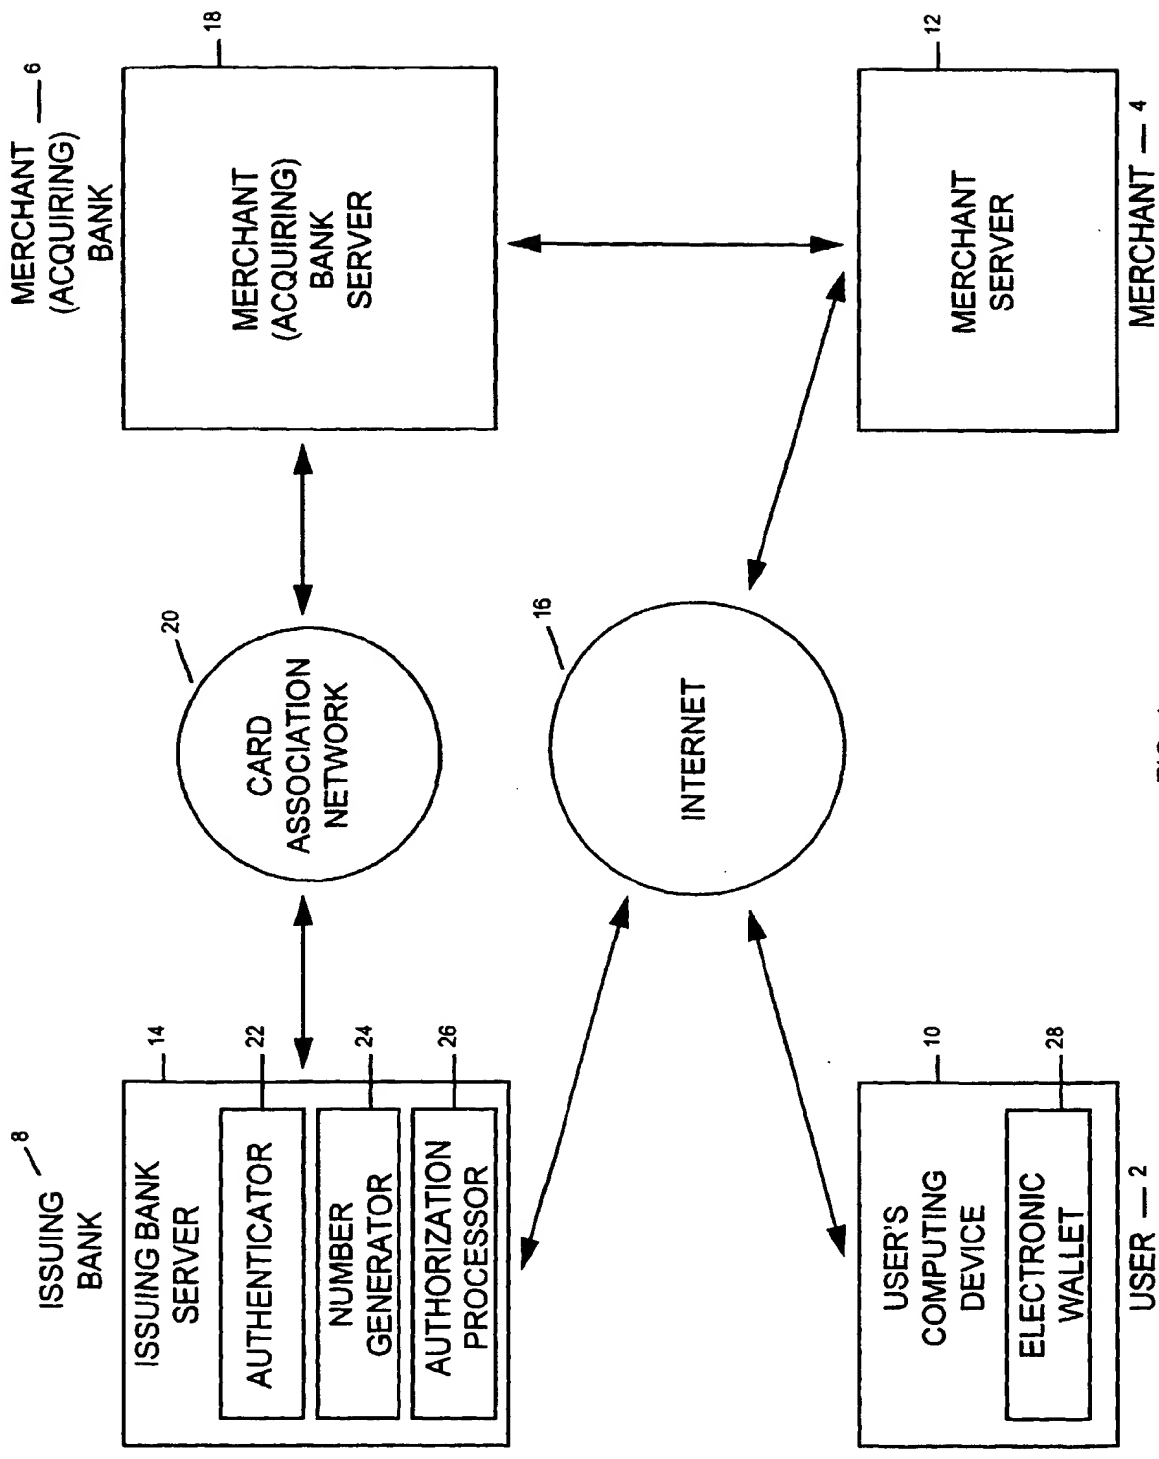 ISSUING
BANK
8
ISSUING BANK
SERVER
14
AUTHENTICATOR
22
NUMBER
GENERATOR
24
AUTHORIZATION
PROCESSOR
26
CARD
ASSOCIATION
NETWORK
20
MERCHANT
(ACQUIRING)
BANK
6
MERCHANT
(ACQUIRING)
BANK
SERVER
18
INTERNET
16
USER'S
COMPUTING
DEVICE
10
ELECTRONIC
WALLET
28
USER 2
MERCHANT
SERVER
12
MERCHANT 4